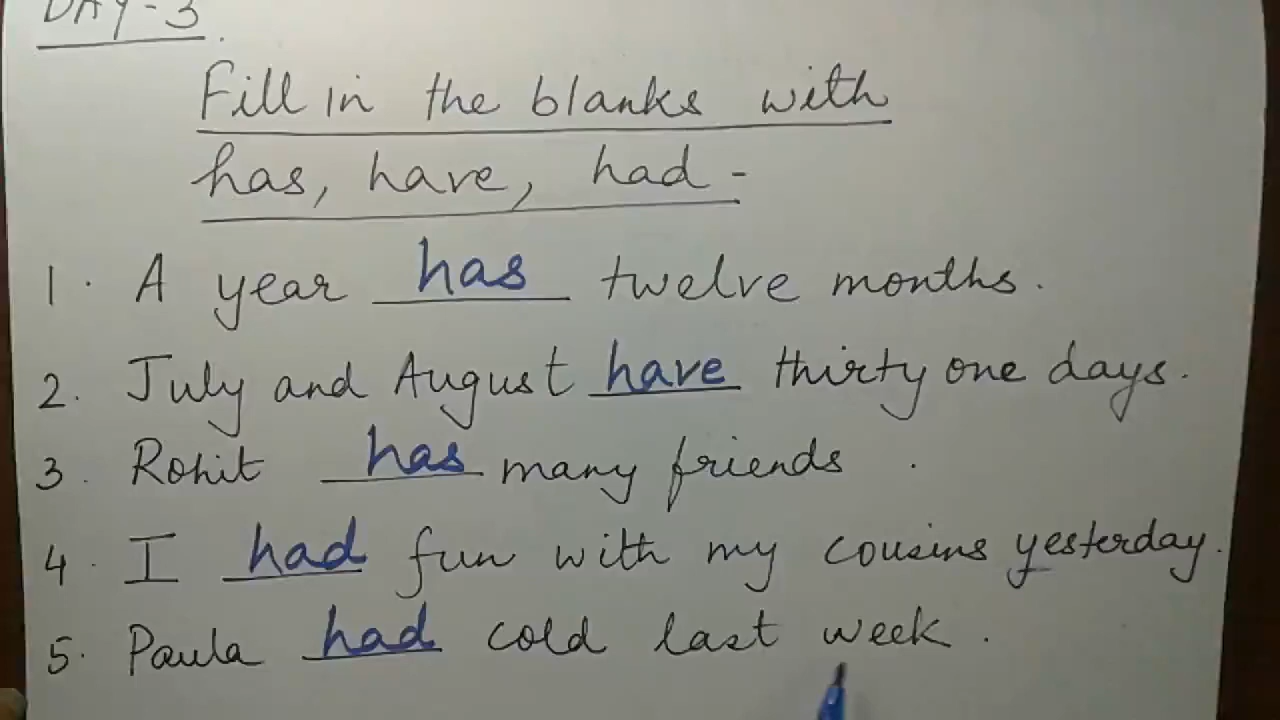 DAY-3.
Fill in the blanks with
has, have, had -
1. A year has twelve months.
2. July and August have thirty one days.
3. Rohit has many friends .
4. I had fun with my cousins yesterday.
5. Paula had cold last week.